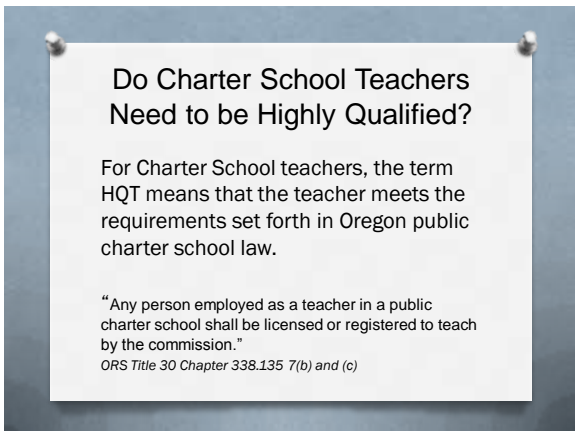 Do Charter School Teachers
Need to be Highly Qualified?
For Charter School teachers, the term
HQT means that the teacher meets the
requirements set forth in Oregon public
charter school law.
“Any person employed as a teacher in a public
charter school shall be licensed or registered to teach
by the commission.”
ORS Title 30 Chapter 338.135 7(b) and (c)